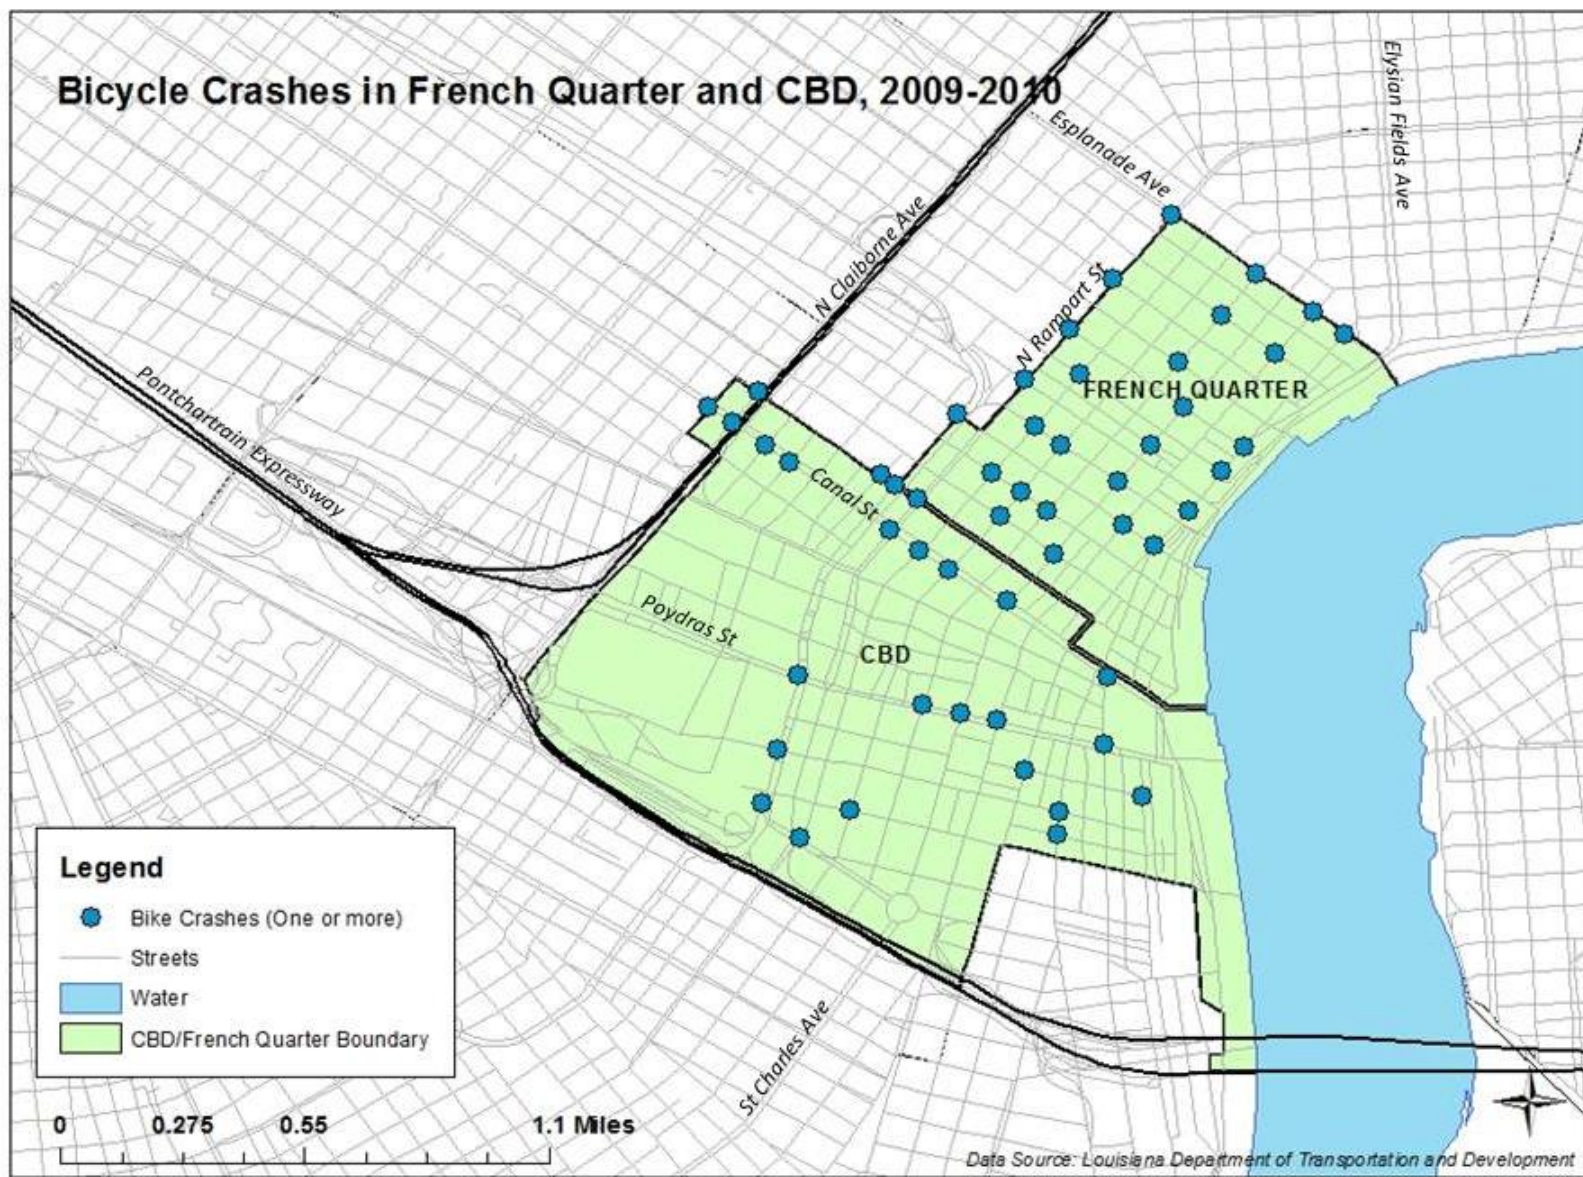 Bicycle Crashes in French Quarter and CBD, 2009-2010
Elysian Fields Ave
Esplanade Ave
N Claiborne Ave
N Rampart St
Pontchartrain Expressway
FRENCH QUARTER
Canal St
Poydras St
CBD
Legend
Bike Crashes (One or more)
Streets
Water
CBD/French Quarter Boundary
St Charles Ave
0 0.275 0.55 1.1 Miles
Data Source: Louisiana Department of Transportation and Development